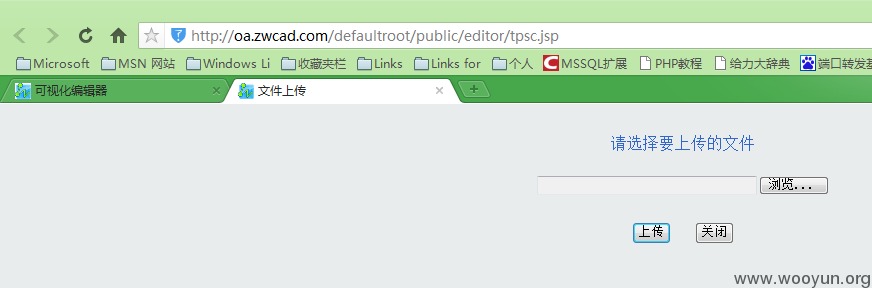 http://oa.zwcad.com/defaultroot/public/editor/tpsc.jsp
Microsoft MSN 网站 Windows Li 收藏夹栏 Links Links for 个人 MSSQL扩展 PHP教程 给力大辞典 端口转发基
可视化编辑器 文件上传
请选择要上传的文件
浏览...
上传 关闭
www.wooyun.org